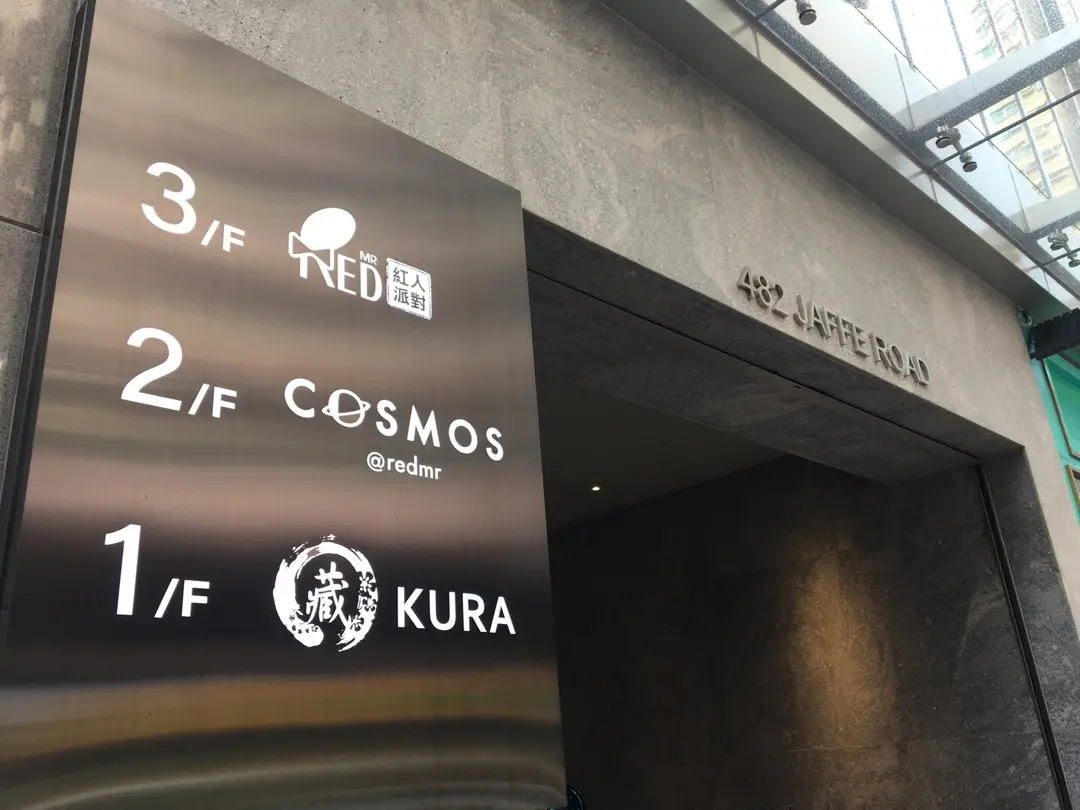 3/F RED MR 紅人派對
2/F COSMOS
@redmr
1/F 藏 KURA
482 JAFFE ROAD